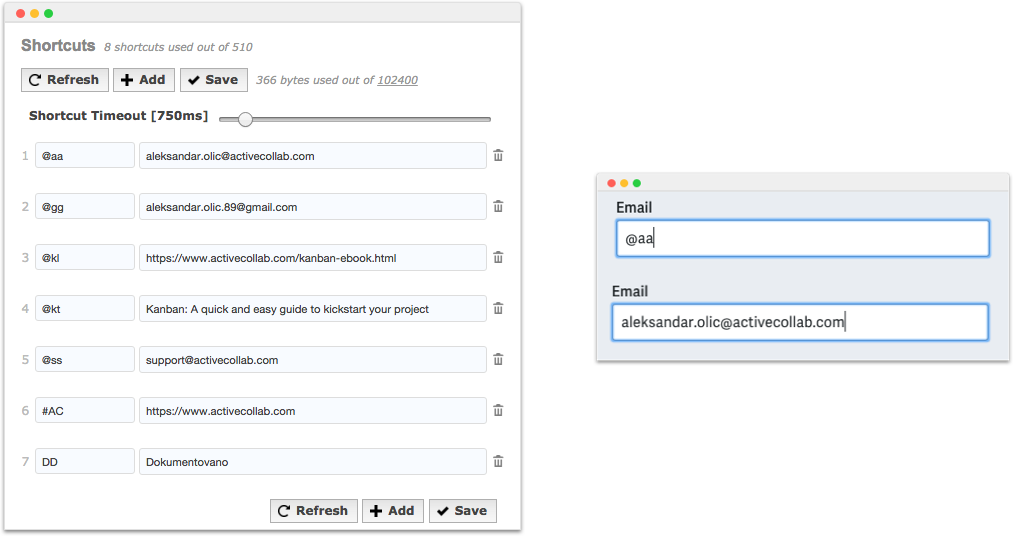 Shortcuts 8 shortcuts used out of 510
Refresh Add Save 366 bytes used out of 102400
Shortcut Timeout [750ms]
1 @aa aleksandar.olic@activecollab.com
2 @gg aleksandar.olic.89@gmail.com
3 @kl https://www.activecollab.com/kanban-ebook.html
4 @kt Kanban: A quick and easy guide to kickstart your project
5 @ss support@activecollab.com
6 #AC https://www.activecollab.com
7 DD Dokumentovano
Refresh Add Save
Email
@aa
Email
aleksandar.olic@activecollab.com